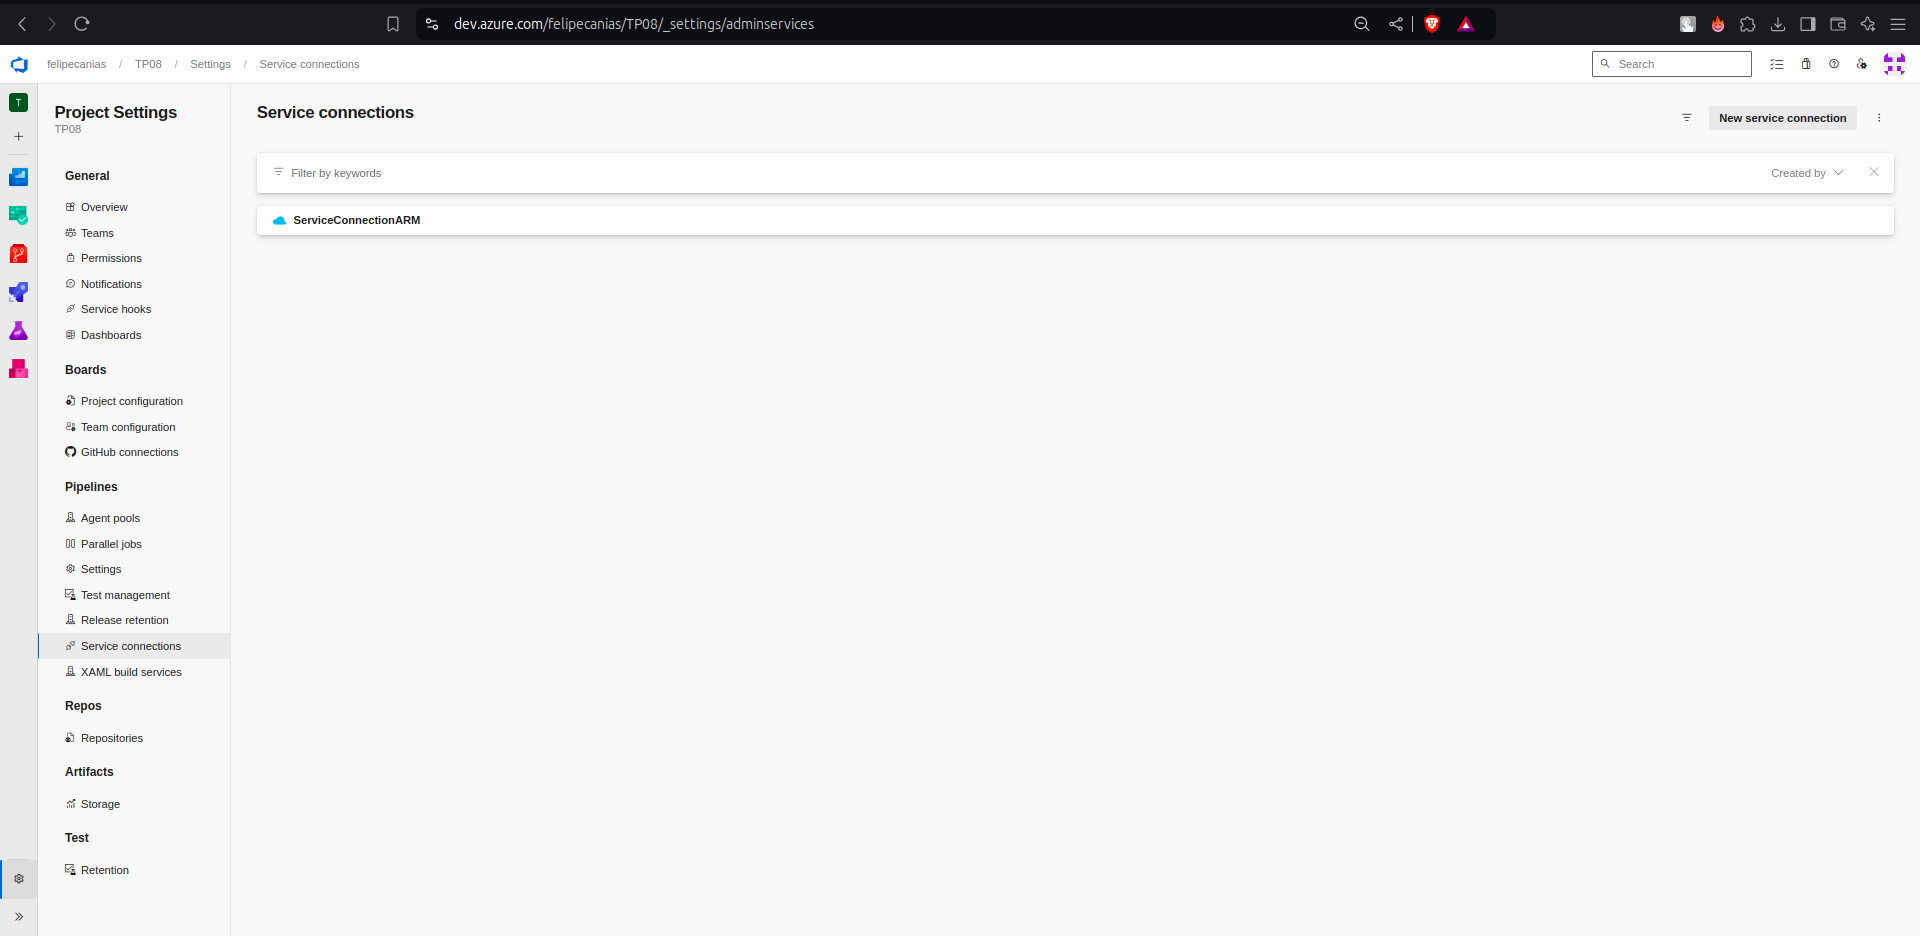 dev.azure.com/felipecanias/TP08/_settings/adminservices
felipecanias / TP08 / Settings / Service connections
Search
T
Project Settings
TP08
General
Overview
Teams
Permissions
Notifications
Service hooks
Dashboards
Boards
Project configuration
Team configuration
GitHub connections
Pipelines
Agent pools
Parallel jobs
Settings
Test management
Release retention
Service connections
XAML build services
Repos
Repositories
Artifacts
Storage
Test
Retention
Service connections
New service connection
Filter by keywords
Created by
ServiceConnectionARM